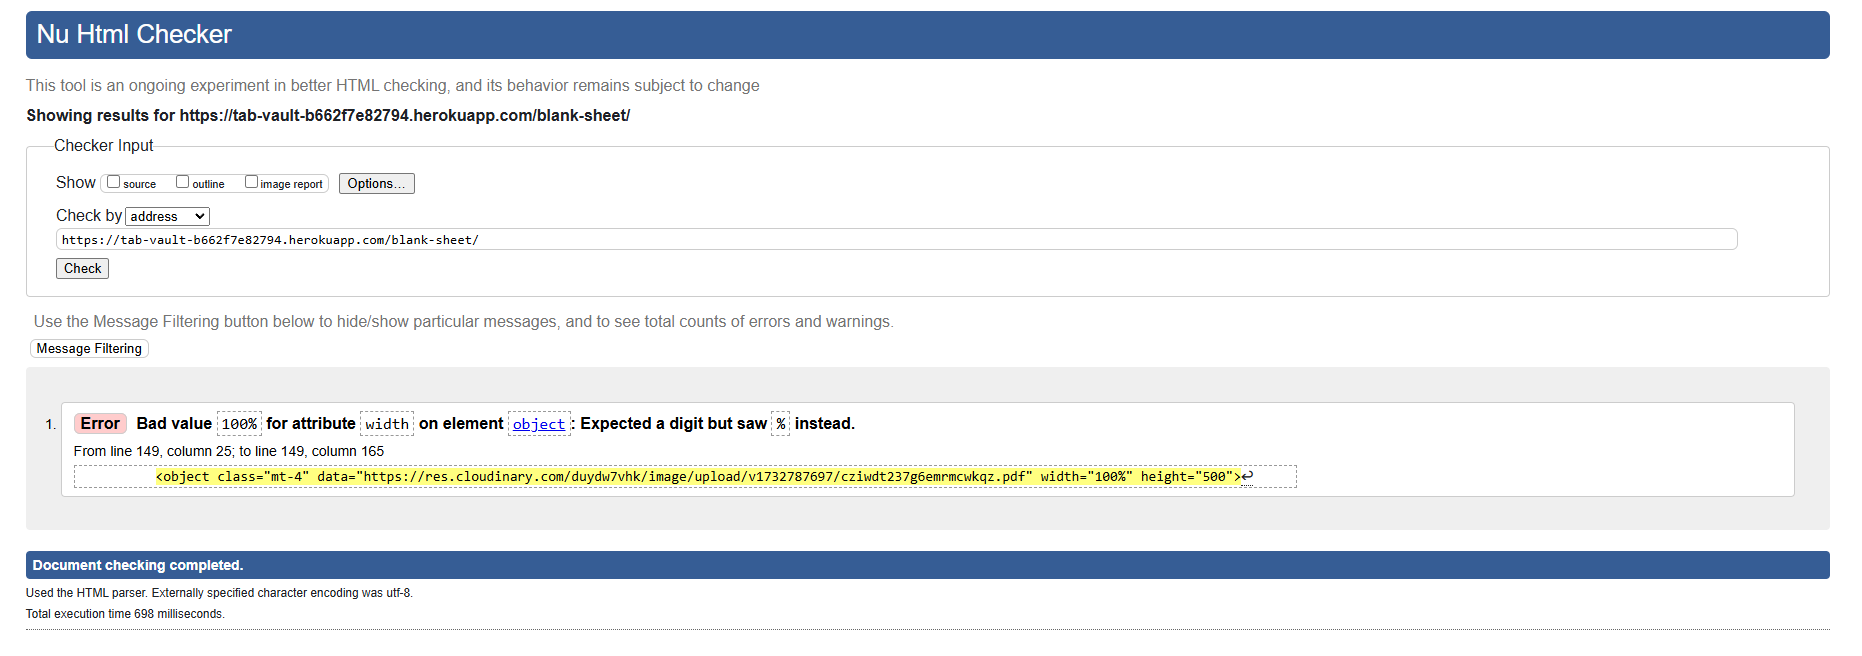 Nu Html Checker
This tool is an ongoing experiment in better HTML checking, and its behavior remains subject to change
Showing results for https://tab-vault-b662f7e82794.herokuapp.com/blank-sheet/
Checker Input
Show source outline image report Options...
Check by address
https://tab-vault-b662f7e82794.herokuapp.com/blank-sheet/
Check
Use the Message Filtering button below to hide/show particular messages, and to see total counts of errors and warnings.
Message Filtering
1. Error Bad value 100% for attribute width on element object: Expected a digit but saw % instead.
From line 149, column 25; to line 149, column 165
<object class="mt-4" data="https://res.cloudinary.com/duydw7vhk/image/upload/v1732787697/cziwdt237g6emrmcwkqz.pdf" width="100%" height="500">↩
Document checking completed.
Used the HTML parser. Externally specified character encoding was utf-8.
Total execution time 698 milliseconds.